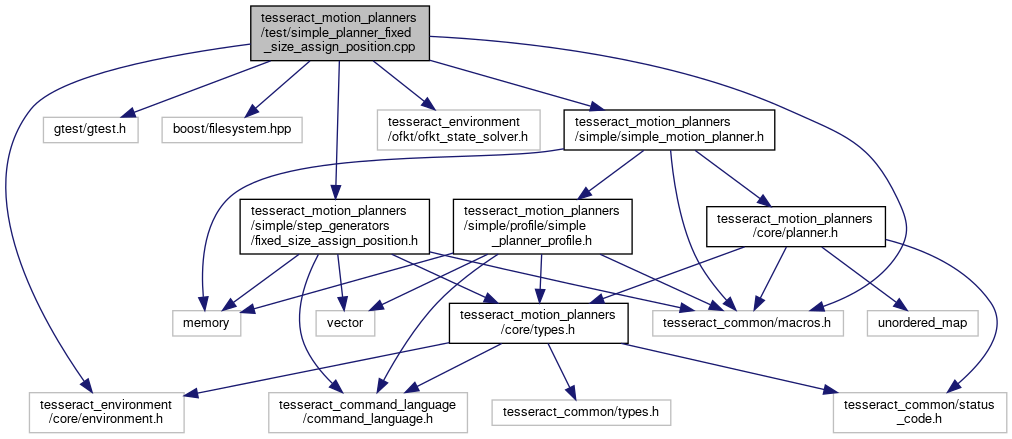 tesseract_motion_planners
/test/simple_planner_fixed
_size_assign_position.cpp
gtest/gtest.h
boost/filesystem.hpp
tesseract_environment
/ofkt/ofkt_state_solver.h
tesseract_motion_planners
/simple/simple_motion_planner.h
tesseract_motion_planners
/simple/step_generators
/fixed_size_assign_position.h
tesseract_motion_planners
/simple/profile/simple
_planner_profile.h
tesseract_motion_planners
/core/planner.h
memory
vector
tesseract_motion_planners
/core/types.h
tesseract_common/macros.h
unordered_map
tesseract_environment
/core/environment.h
tesseract_command_language
/command_language.h
tesseract_common/types.h
tesseract_common/status
_code.h